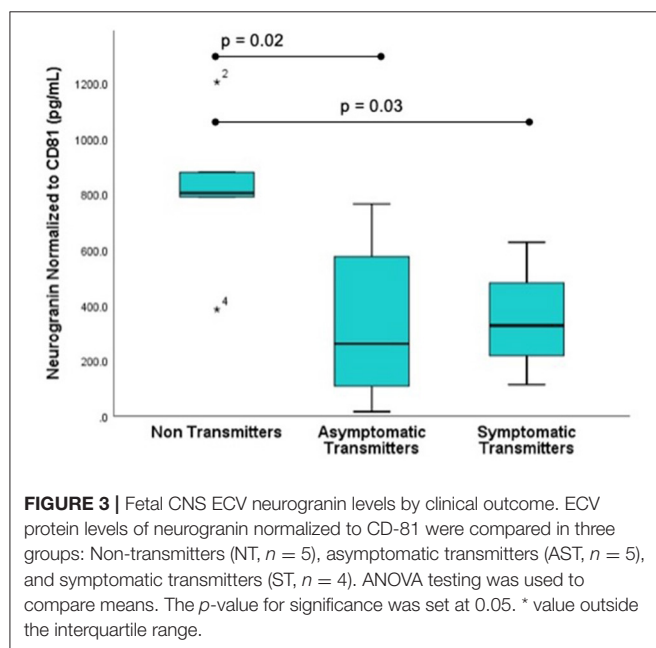 p = 0.02
1200.0
* 2
1000.0
p = 0.03
800.0
600.0
400.0
* 4
200.0
.0
Neurogranin Normalized to CD81 (pg/mL)
Non Transmitters
Asymptomatic
Transmitters
Symptomatic
Transmitters
FIGURE 3 | Fetal CNS ECV neurogranin levels by clinical outcome. ECV
protein levels of neurogranin normalized to CD-81 were compared in three
groups: Non-transmitters (NT, n = 5), asymptomatic transmitters (AST, n = 5),
and symptomatic transmitters (ST, n = 4). ANOVA testing was used to
compare means. The p-value for significance was set at 0.05. * value outside
the interquartile range.